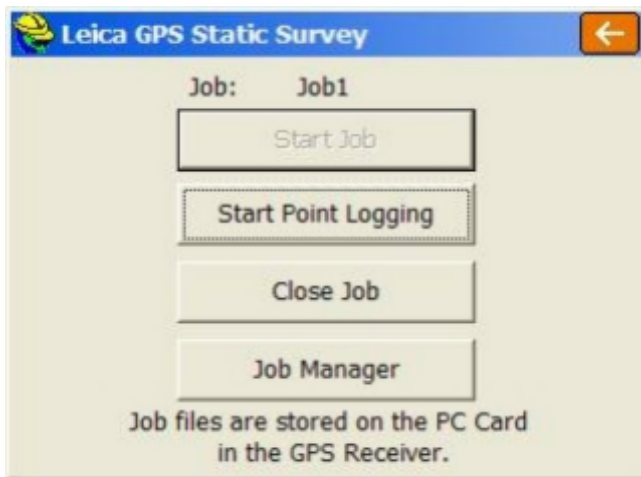 Leica GPS Static Survey
Job: Job1
Start Job
Start Point Logging
Close Job
Job Manager
Job files are stored on the PC Card
in the GPS Receiver.